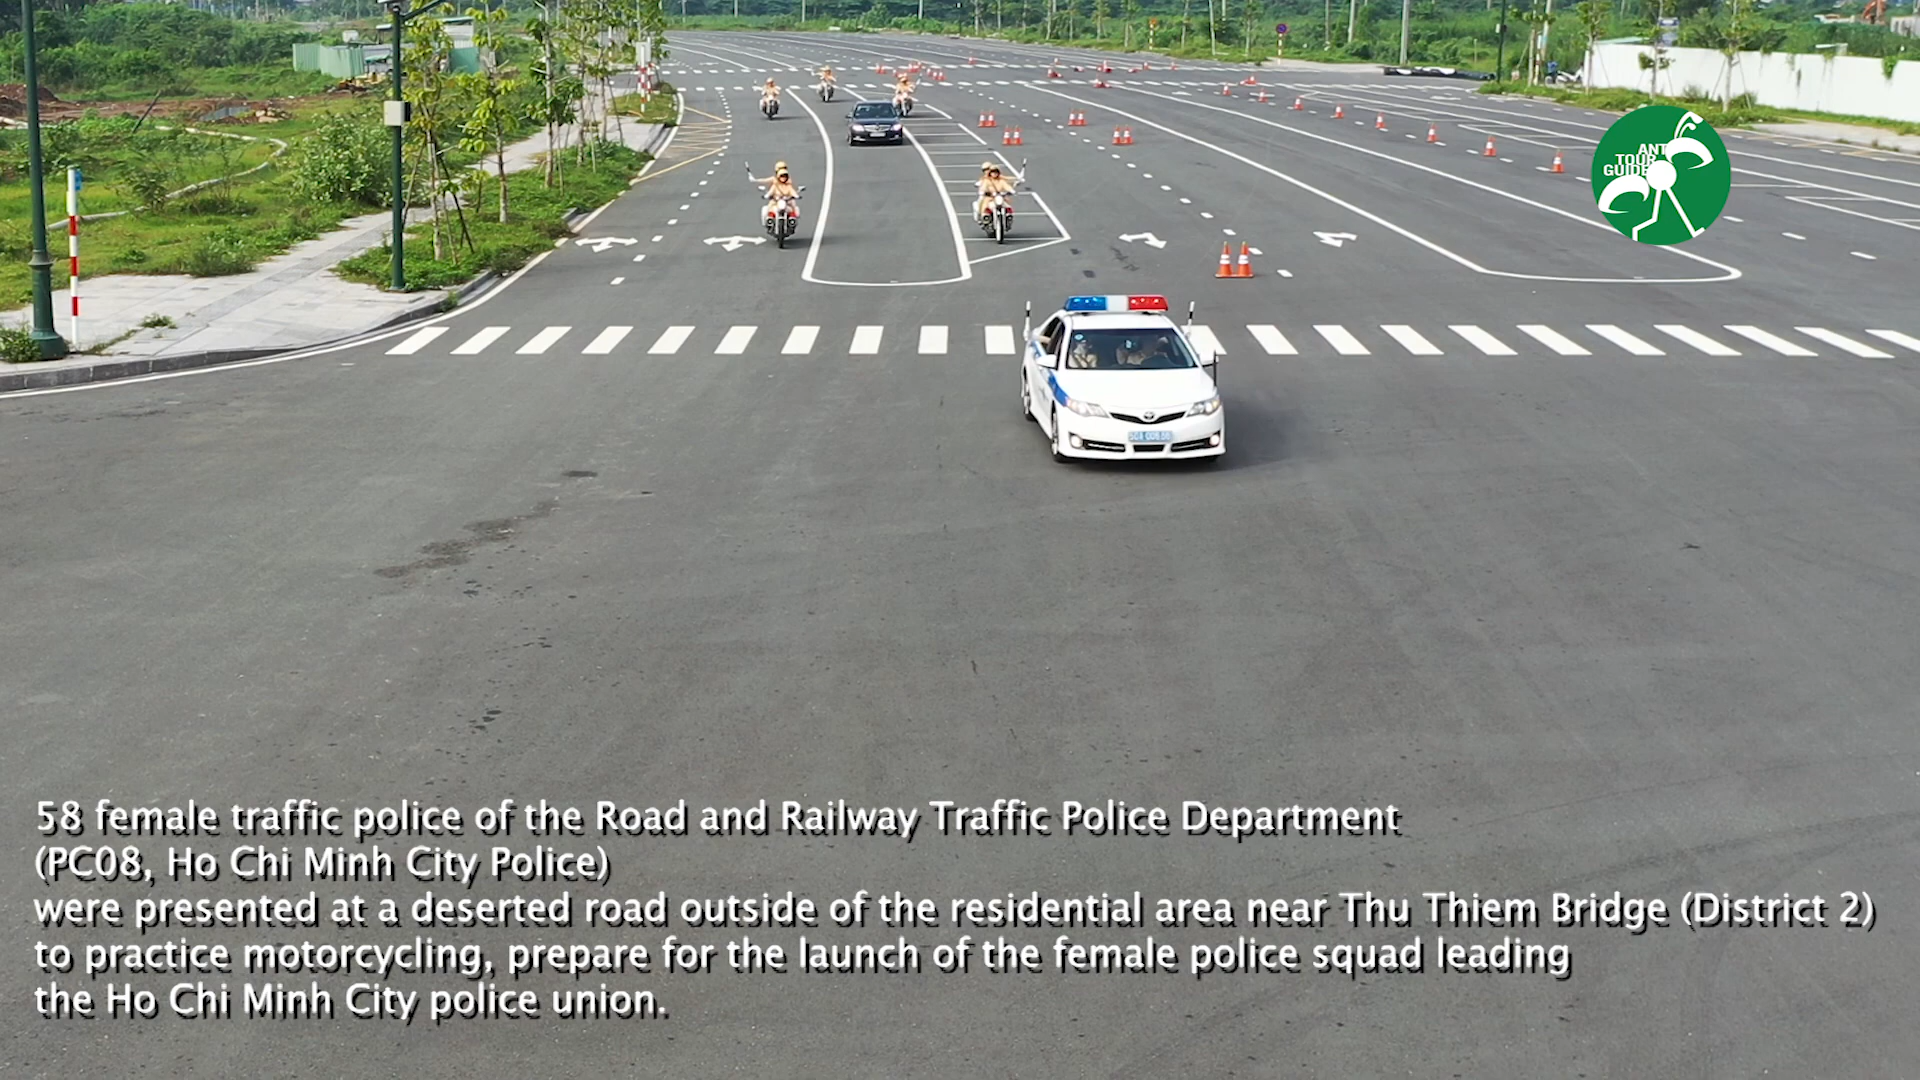 ANT
TOUR
GUIDE
58 female traffic police of the Road and Railway Traffic Police Department
(PC08, Ho Chi Minh City Police)
were presented at a deserted road outside of the residential area near Thu Thiem Bridge (District 2)
to practice motorcycling, prepare for the launch of the female police squad leading
the Ho Chi Minh City police union.